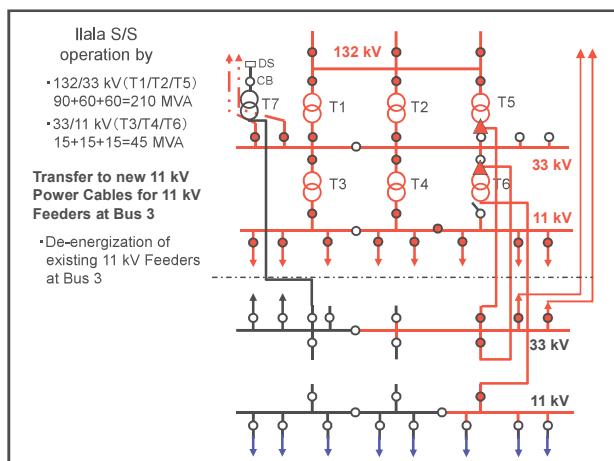 Ilala S/S
operation by
・132/33 kV(T1/T2/T5)
90+60+60=210 MVA
・33/11 kV(T3/T4/T6)
15+15+15=45 MVA
Transfer to new 11 kV
Power Cables for 11 kV
Feeders at Bus 3
・De-energization of
existing 11 kV Feeders
at Bus 3
132 kV
DS
CB
T7
T1
T2
T5
33 kV
T3
T4
T6
11 kV
33 kV
11 kV